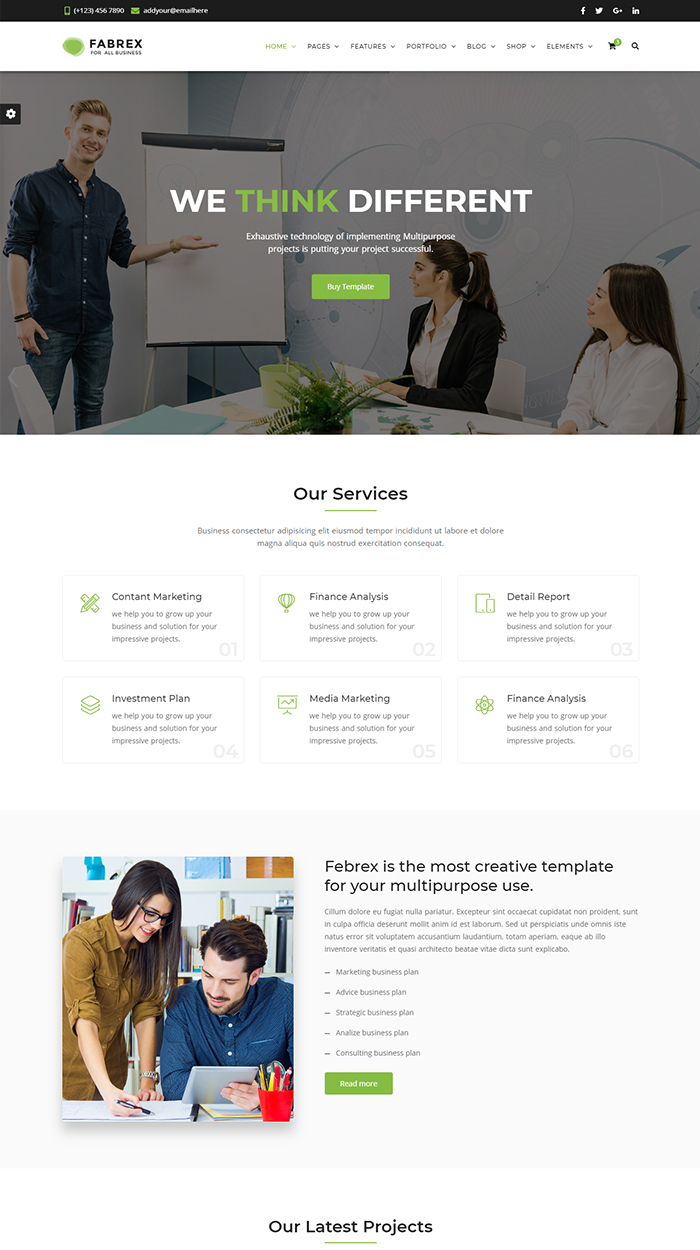 (+123) 456 7890 addyour@emailhere
FABREX
FOR ALL BUSINESS
HOME PAGES FEATURES PORTFOLIO BLOG SHOP ELEMENTS 3
WE THINK DIFFERENT
Exhaustive technology of implementing Multipurpose
projects is putting your project successful.
Buy Template
Our Services
Business consectetur adipisicing elit eiusmod tempor incididunt ut labore et dolore
magna aliqua quis nostrud exercitation consequat.
Contant Marketing
we help you to grow up your
business and solution for your
impressive projects.
01
Finance Analysis
we help you to grow up your
business and solution for your
impressive projects.
02
Detail Report
we help you to grow up your
business and solution for your
impressive projects.
03
Investment Plan
we help you to grow up your
business and solution for your
impressive projects.
04
Media Marketing
we help you to grow up your
business and solution for your
impressive projects.
05
Finance Analysis
we help you to grow up your
business and solution for your
impressive projects.
06
Febrex is the most creative template
for your multipurpose use.
Cillum dolore eu fugiat nulla pariatur. Excepteur sint occaecat cupidatat non proident, sunt
in culpa officia deserunt mollit anim id est laborum. Sed ut perspiciatis unde omnis iste
natus error sit voluptatem accusantium laudantium, totam aperiam, eaque ab illo
inventore veritatis et quasi architecto beatae vitae dicta sunt explicabo.
– Marketing business plan
– Advice business plan
– Strategic business plan
– Analize business plan
– Consulting business plan
Read more
Our Latest Projects